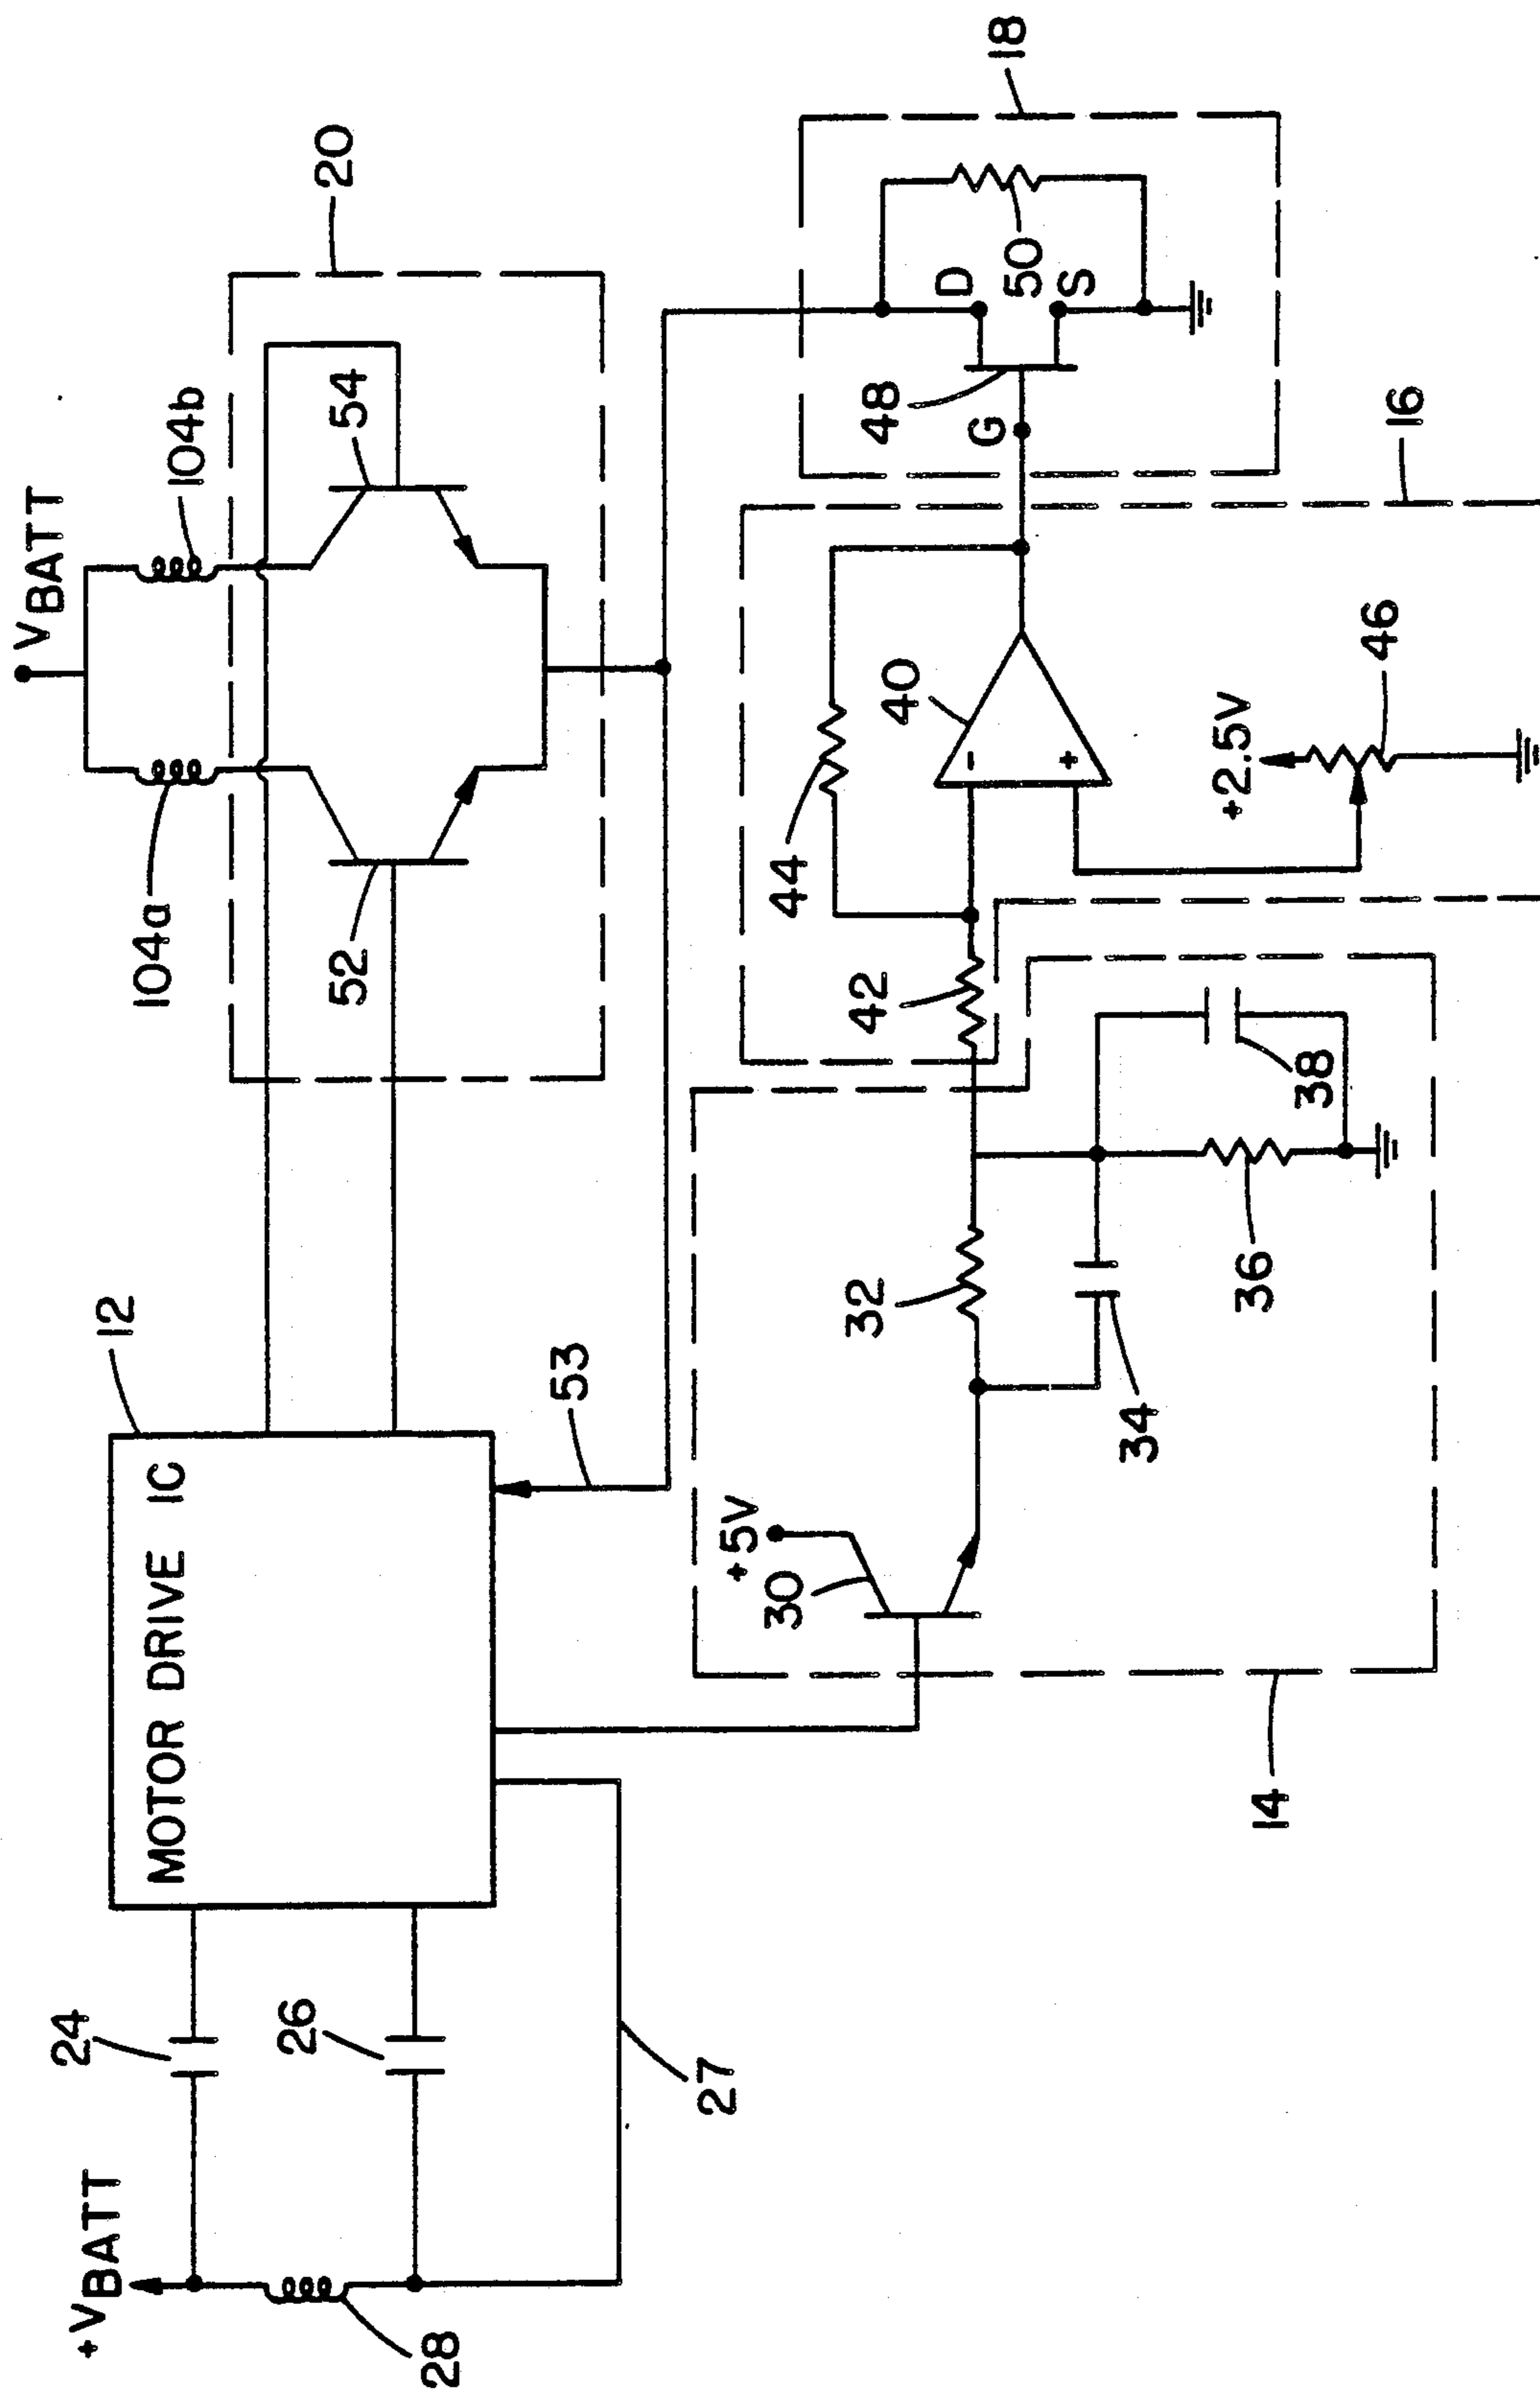 +VBATT
24
26
28
27
MOTOR DRIVE IC
12
53
VBATT
104a
104b
20
52
54
14
30
+5V
32
34
36
38
42
44
40
-
+
+2.5V
46
16
G
48
D
50
S
18